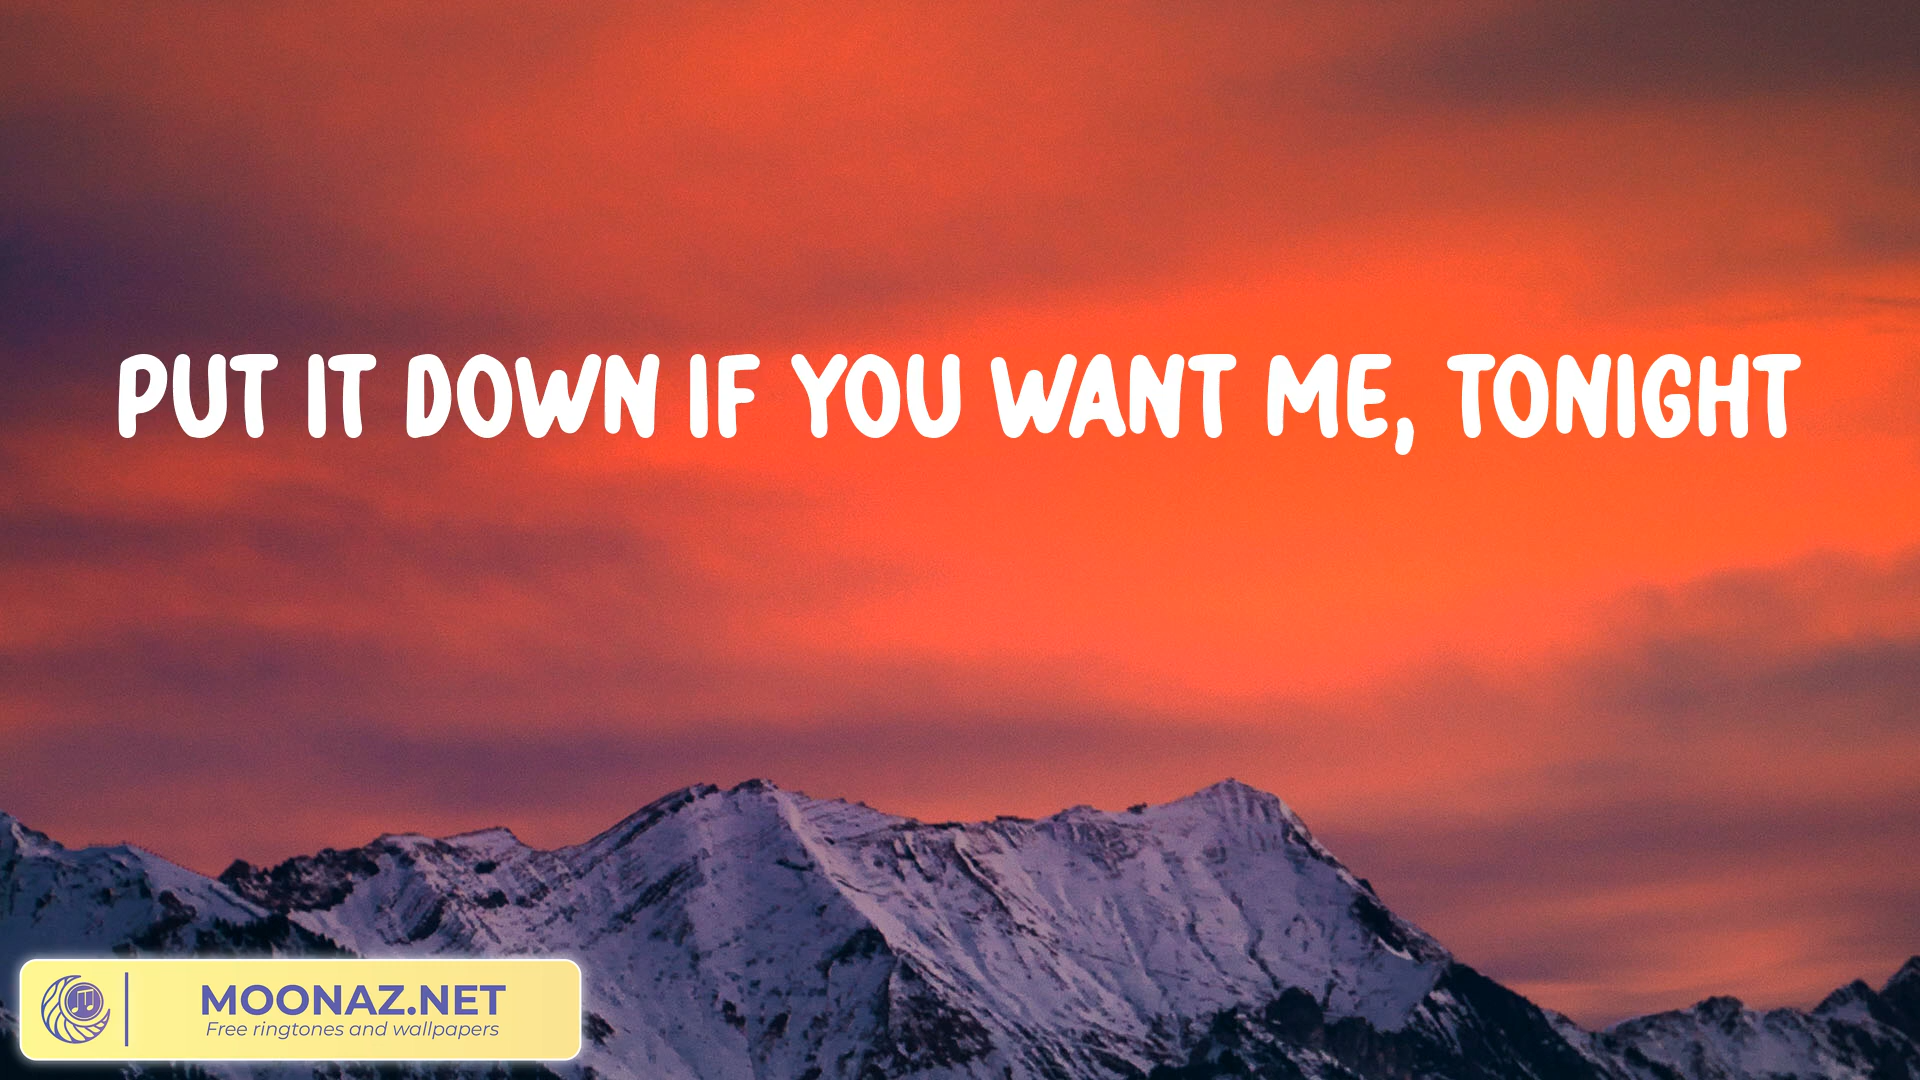 PUT IT DOWN IF YOU WANT ME, TONIGHT
MOONAZ.NET
Free ringtones and wallpapers